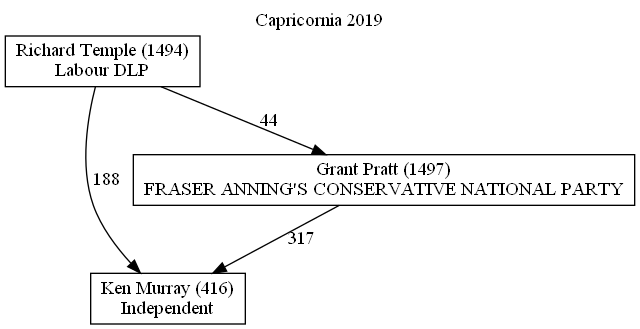 Capricornia 2019
Richard Temple (1494)
Labour DLP
44
Grant Pratt (1497)
FRASER ANNING'S CONSERVATIVE NATIONAL PARTY
188
317
Ken Murray (416)
Independent